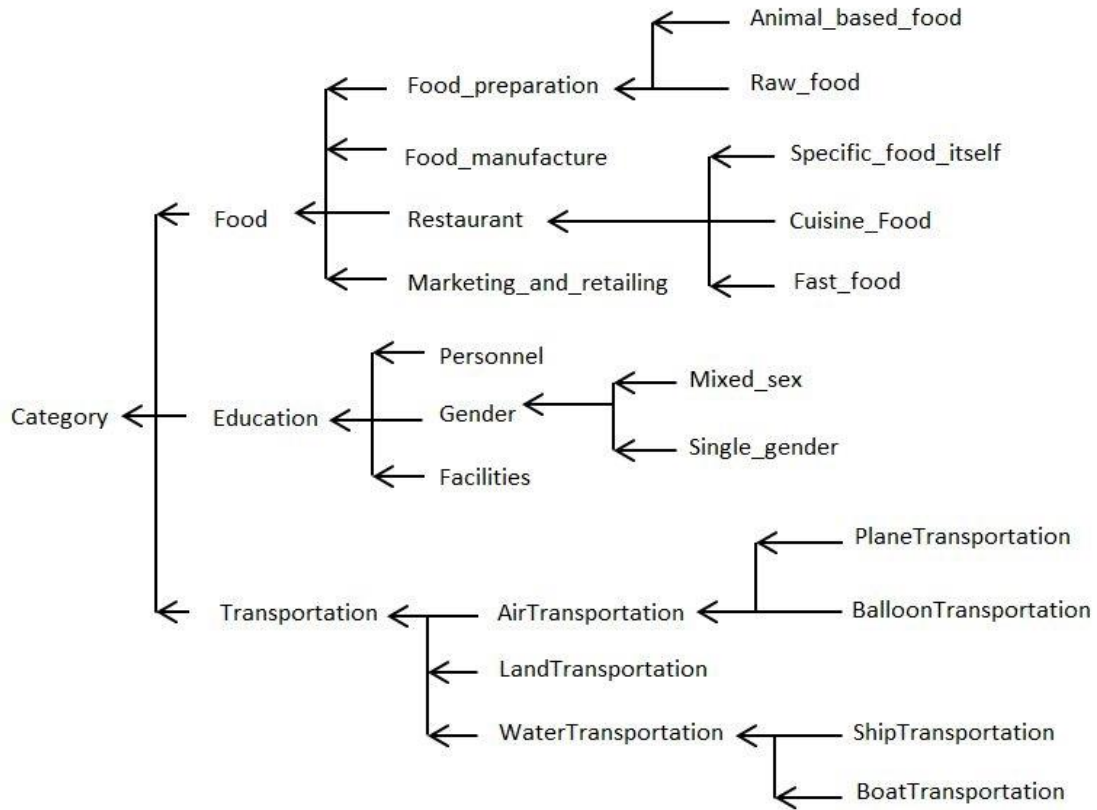 Animal_based_food
Food_preparation
Raw_food
Food_manufacture
Specific_food_itself
Food
Restaurant
Cuisine_Food
Marketing_and_retailing
Fast_food
Personnel
Mixed_sex
Category
Education
Gender
Single_gender
Facilities
PlaneTransportation
Transportation
AirTransportation
BalloonTransportation
LandTransportation
WaterTransportation
ShipTransportation
BoatTransportation